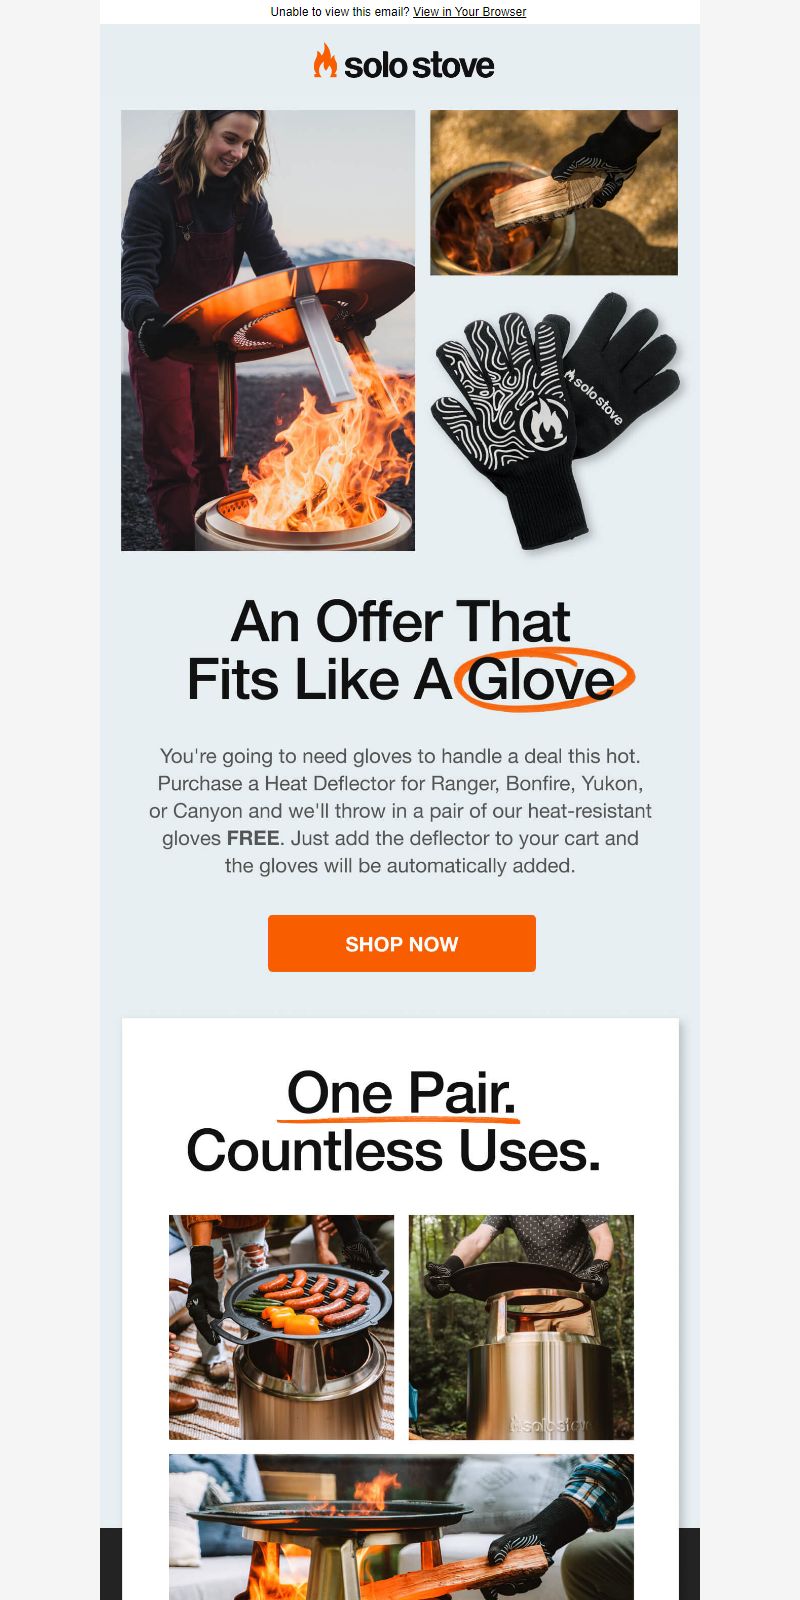 Unable to view this email? View in Your Browser
solo stove
solo stove
An Offer That
Fits Like A Glove
You're going to need gloves to handle a deal this hot.
Purchase a Heat Deflector for Ranger, Bonfire, Yukon,
or Canyon and we'll throw in a pair of our heat-resistant
gloves FREE. Just add the deflector to your cart and
the gloves will be automatically added.
SHOP NOW
One Pair.
Countless Uses.
solo stove